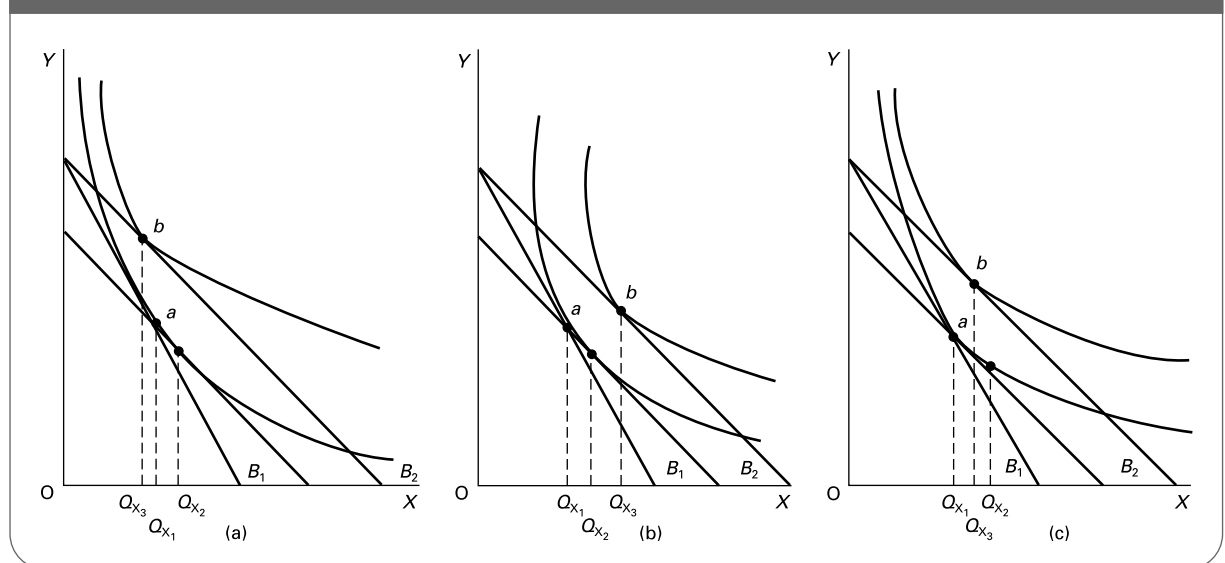 Y
b
a
B₁
B₂
O
X
Qx₃
Qx₂
Qx₁
(a)
Y
b
a
B₁
B₂
O
X
Qx₁
Qx₃
Qx₂
(b)
Y
b
a
B₁
B₂
O
X
Qx₁
Qx₂
Qx₃
(c)